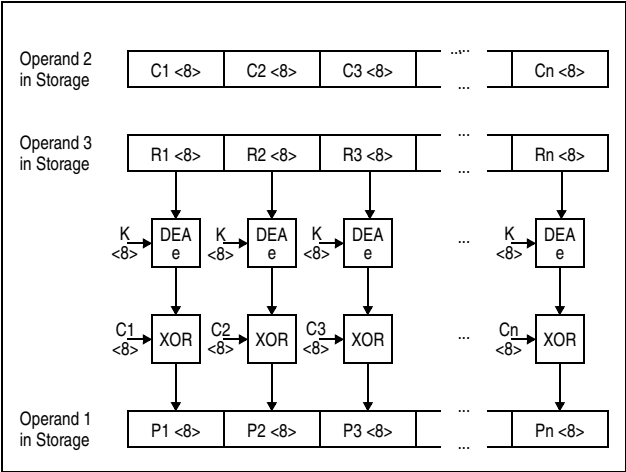 Operand 2
in Storage
C1 <8> C2 <8> C3 <8> ... ... Cn <8>
Operand 3
in Storage
R1 <8> R2 <8> R3 <8> ... ... Rn <8>
K <8> DEA e K <8> DEA e K <8> DEA e ... K <8> DEA e
C1 <8> XOR C2 <8> XOR C3 <8> XOR ... Cn <8> XOR
Operand 1
in Storage
P1 <8> P2 <8> P3 <8> ... ... Pn <8>